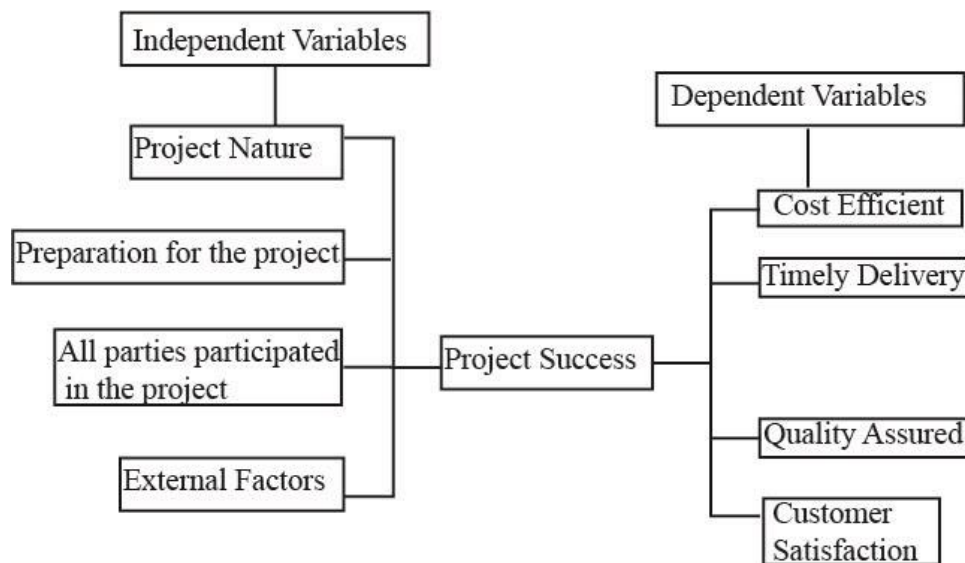 Independent Variables
Project Nature
Preparation for the project
All parties participated
in the project
External Factors
Project Success
Dependent Variables
Cost Efficient
Timely Delivery
Quality Assured
Customer
Satisfaction